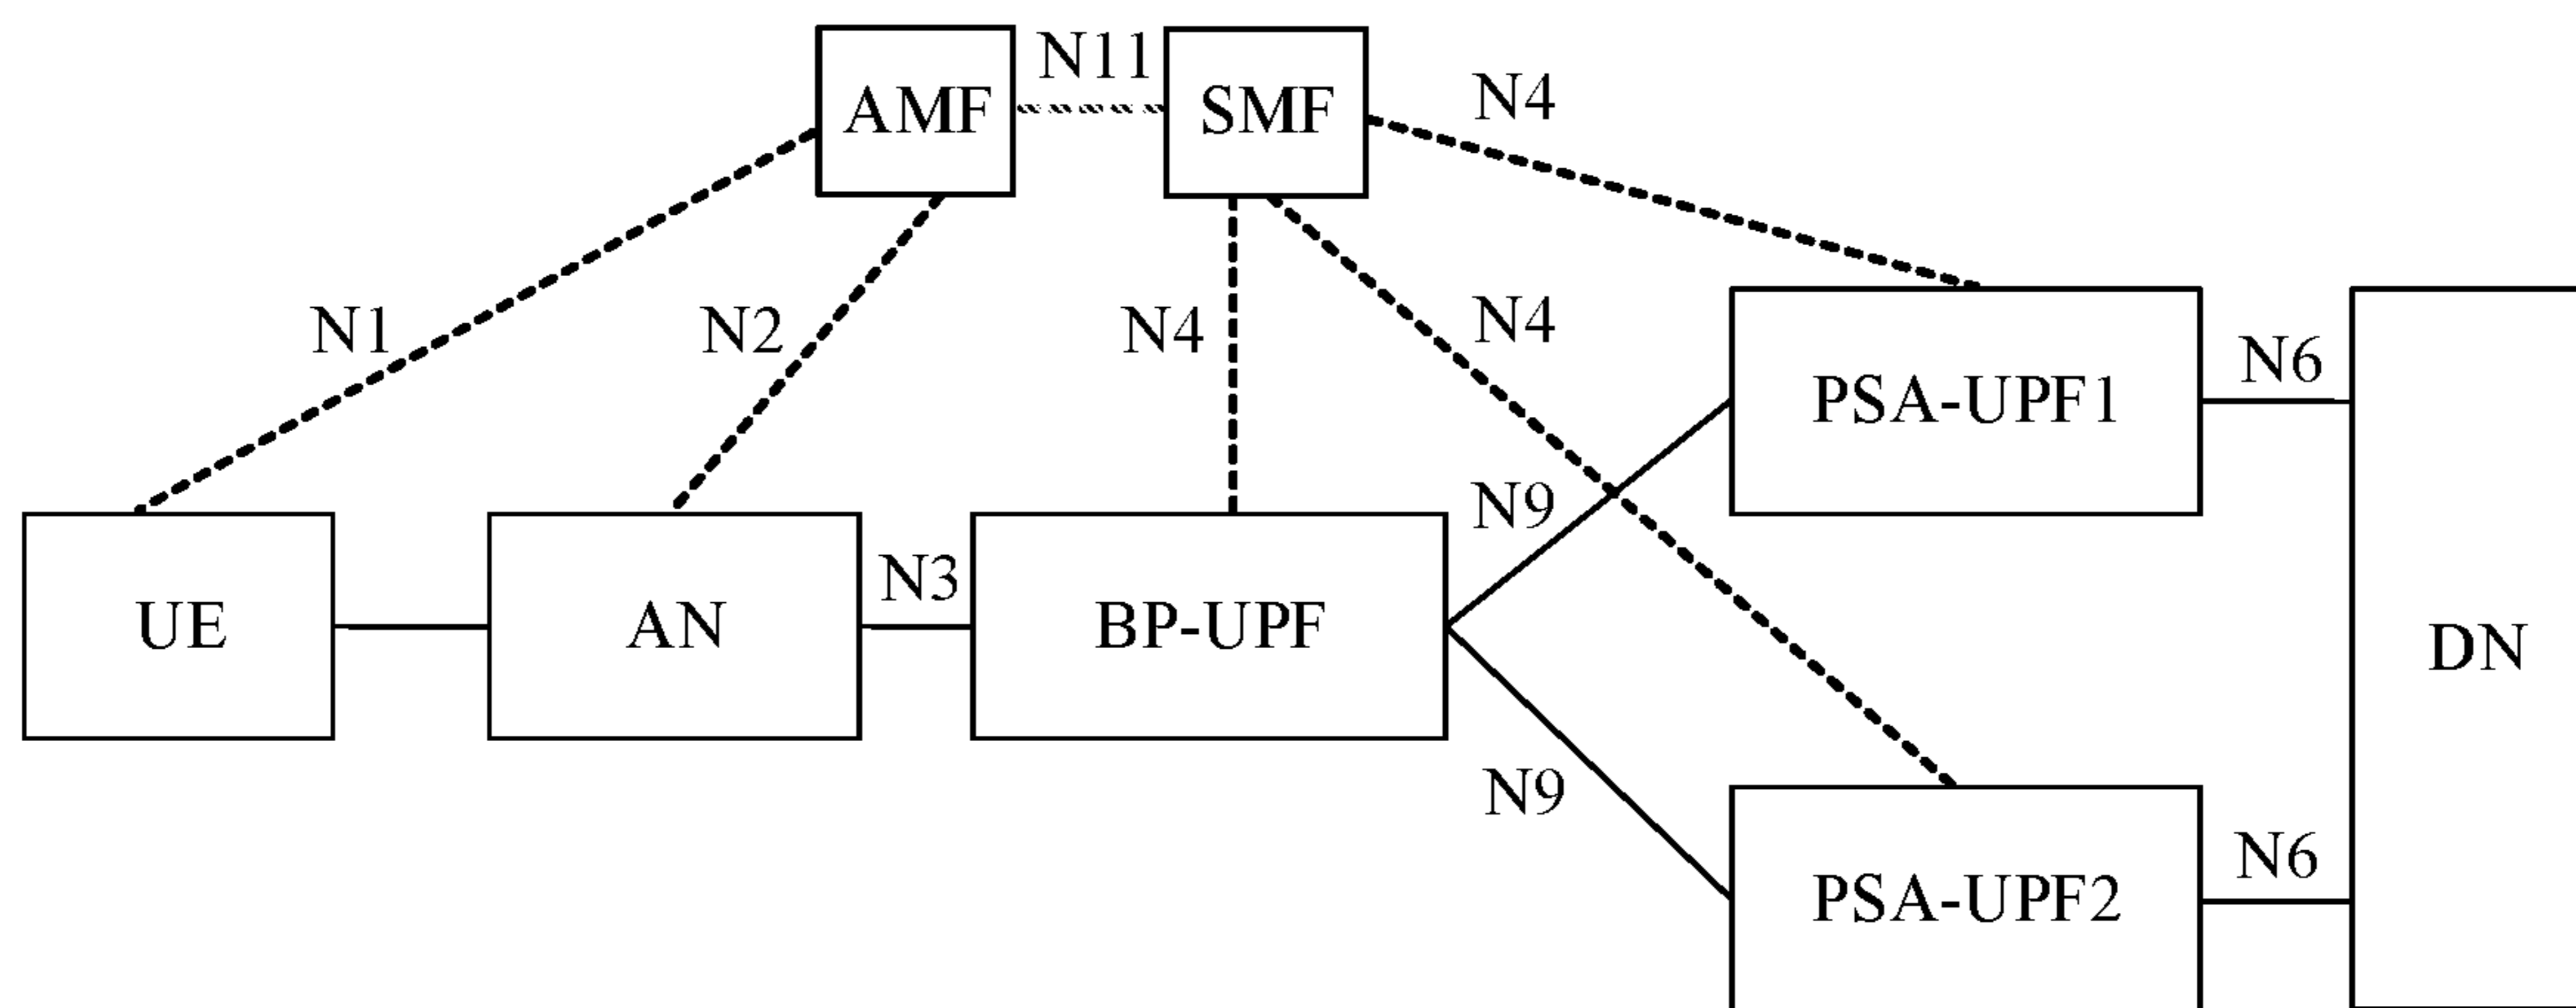 N11
AMF
SMF
N4
N1
N2
N4
N4
N6
PSA-UPF1
N9
N3
UE
AN
BP-UPF
DN
N9
N6
PSA-UPF2